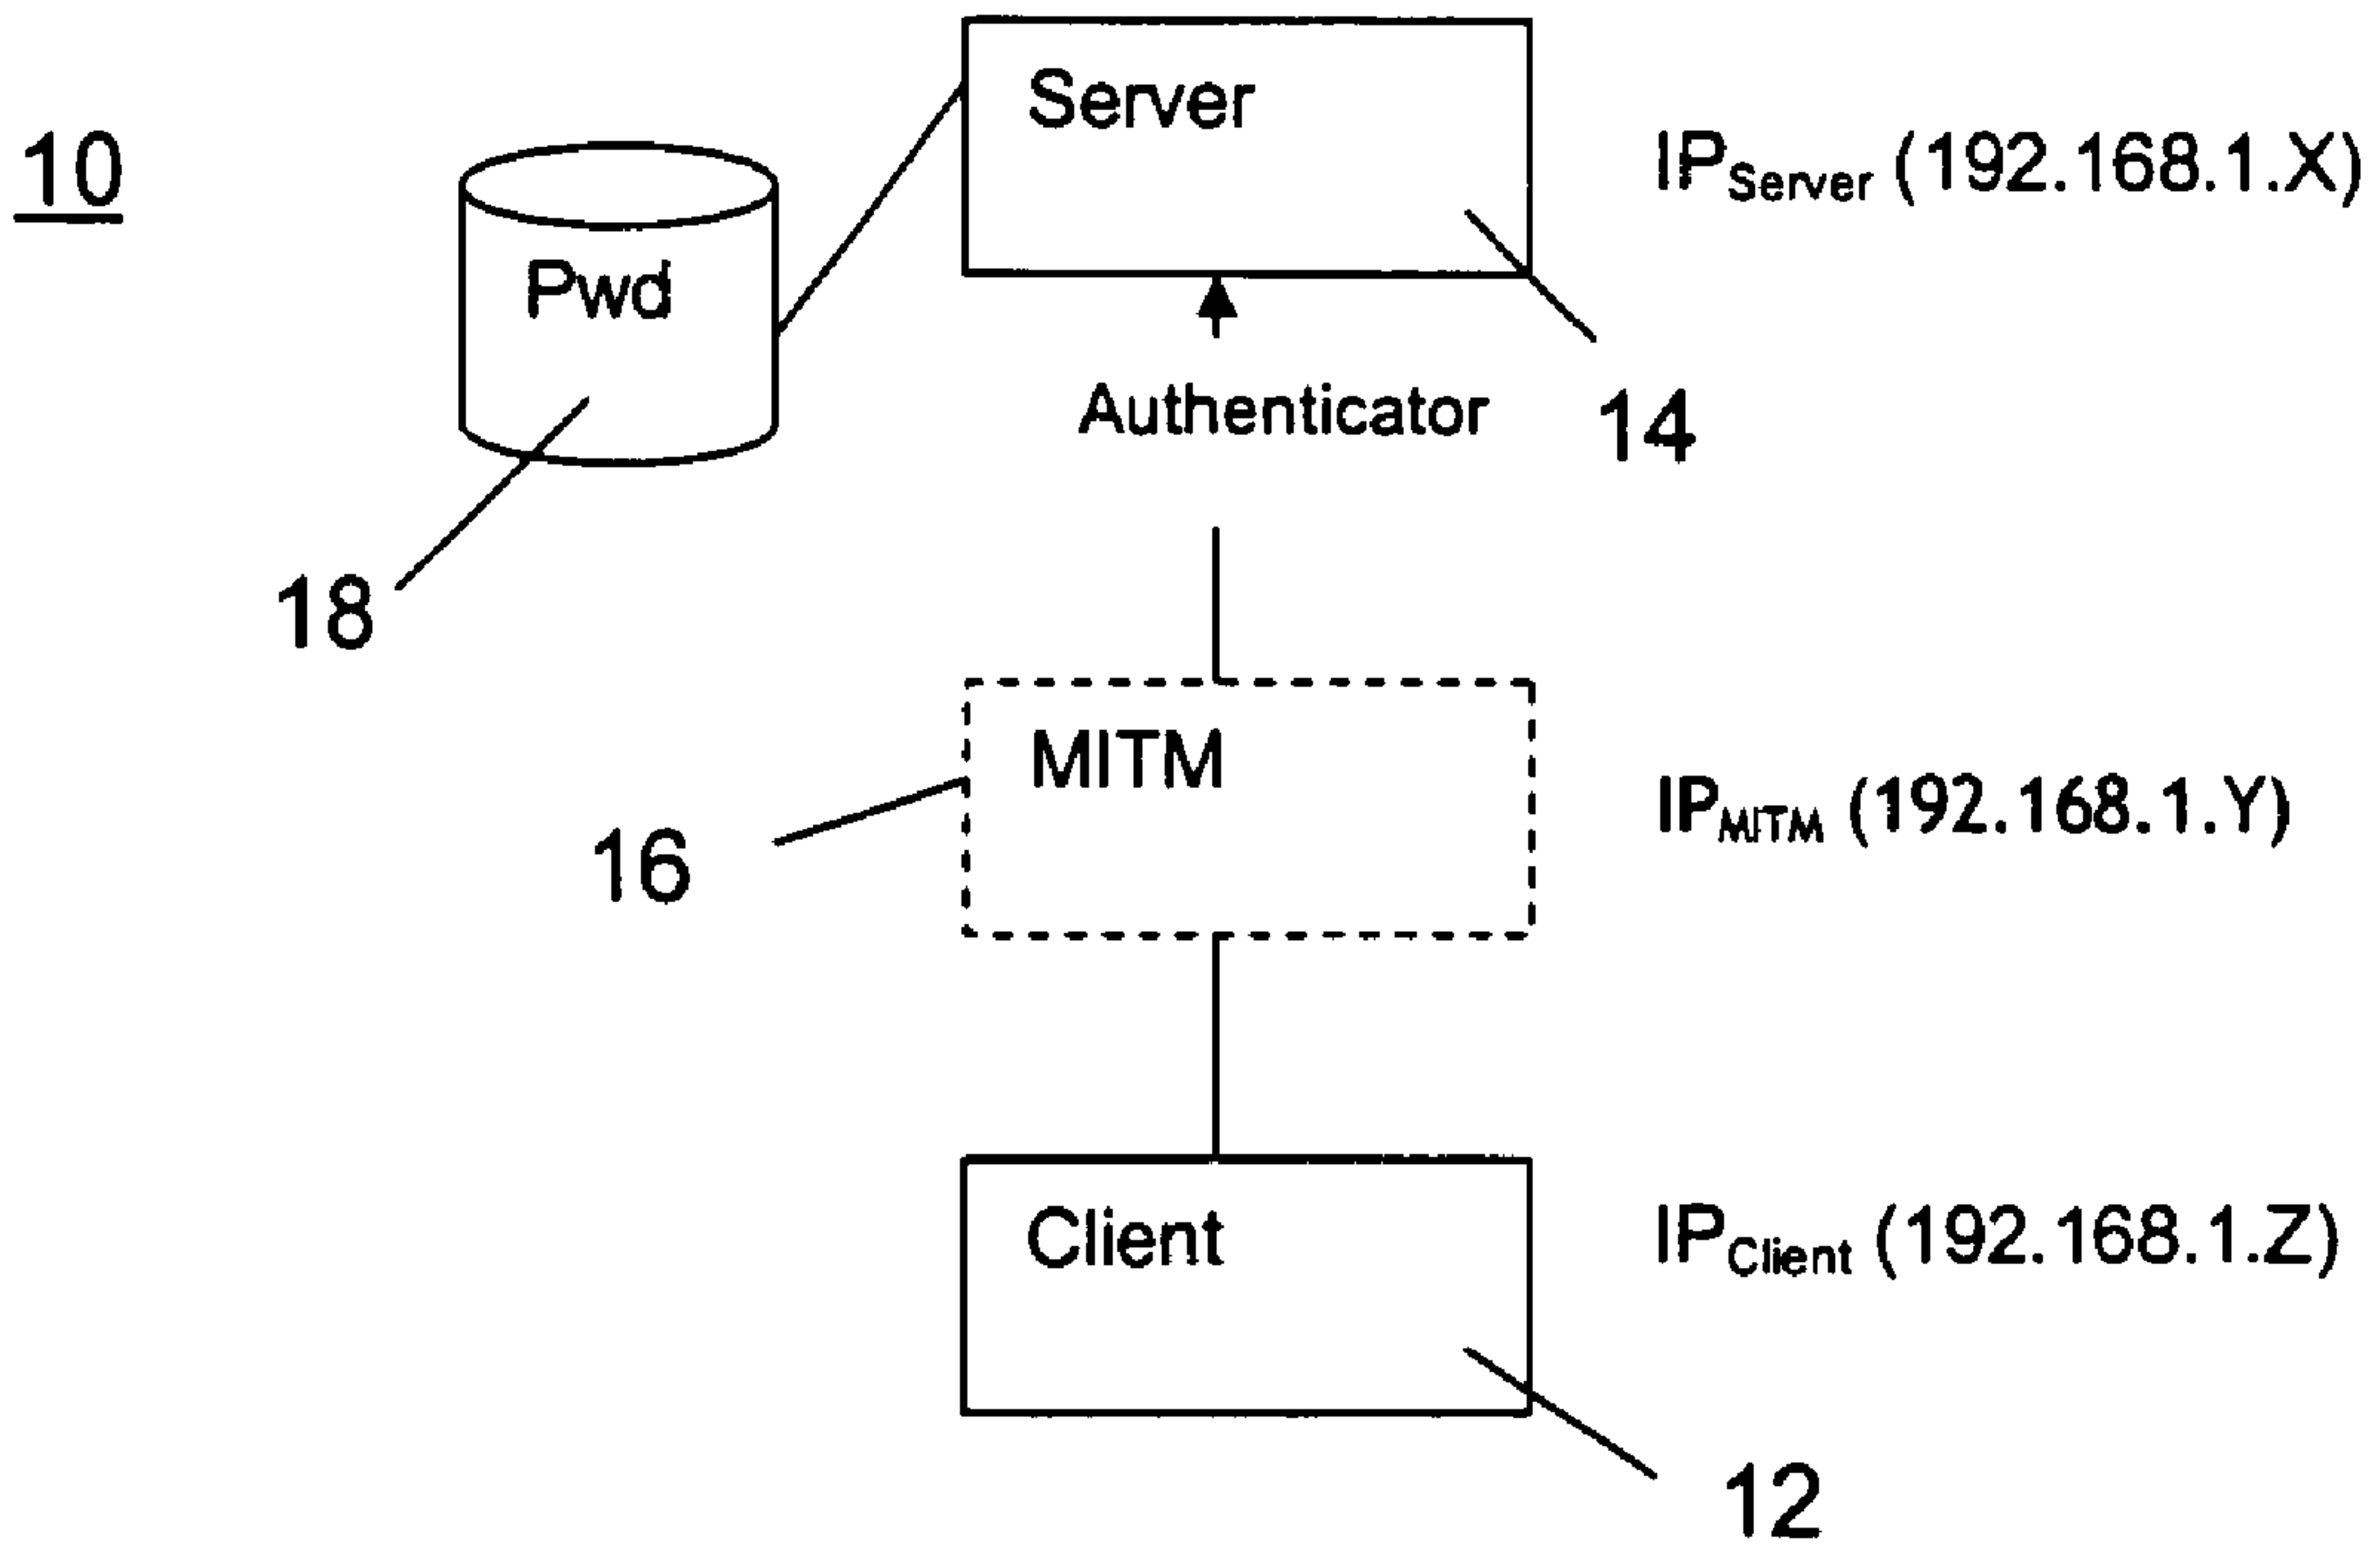 Server
10
IPServer (192.168.1.X)
Pwd
Authenticator
14
18
MITM
IPMITM (192.168.1.Y)
16
Client
IPClient (192.168.1.Z)
12